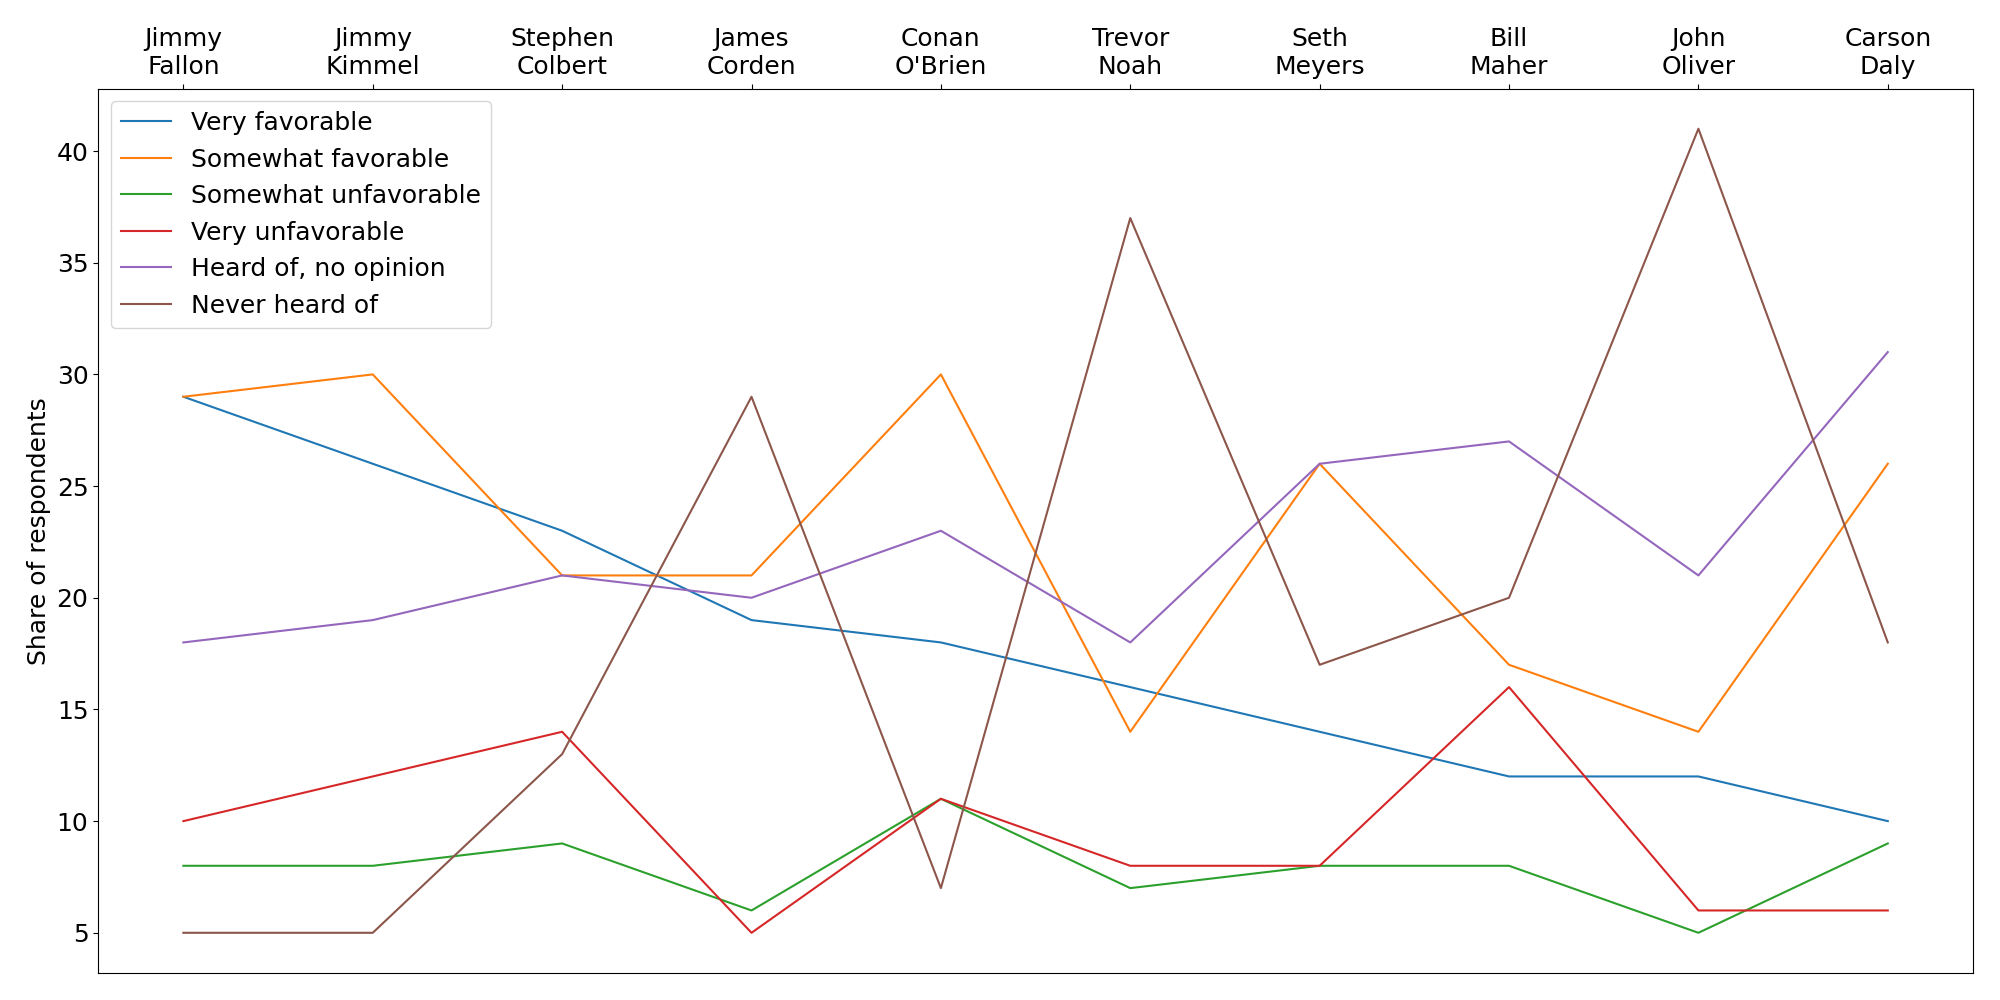 Jimmy Fallon
Jimmy Kimmel
Stephen Colbert
James Corden
Conan O'Brien
Trevor Noah
Seth Meyers
Bill Maher
John Oliver
Carson Daly
Very favorable
Somewhat favorable
Somewhat unfavorable
Very unfavorable
Heard of, no opinion
Never heard of
Share of respondents
40
35
30
25
20
15
10
5